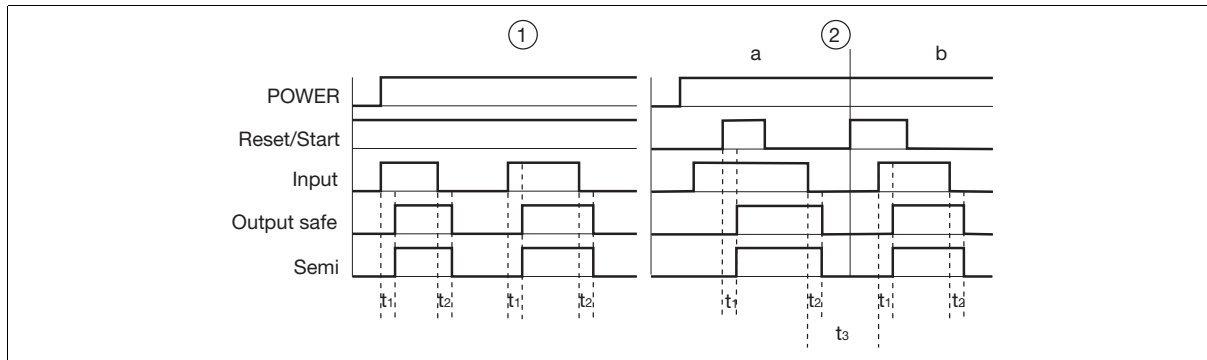 ① ②
a b
POWER
Reset/Start
Input
Output safe
Semi
t1 t2 t1 t2 t1 t2 t1 t2
t3